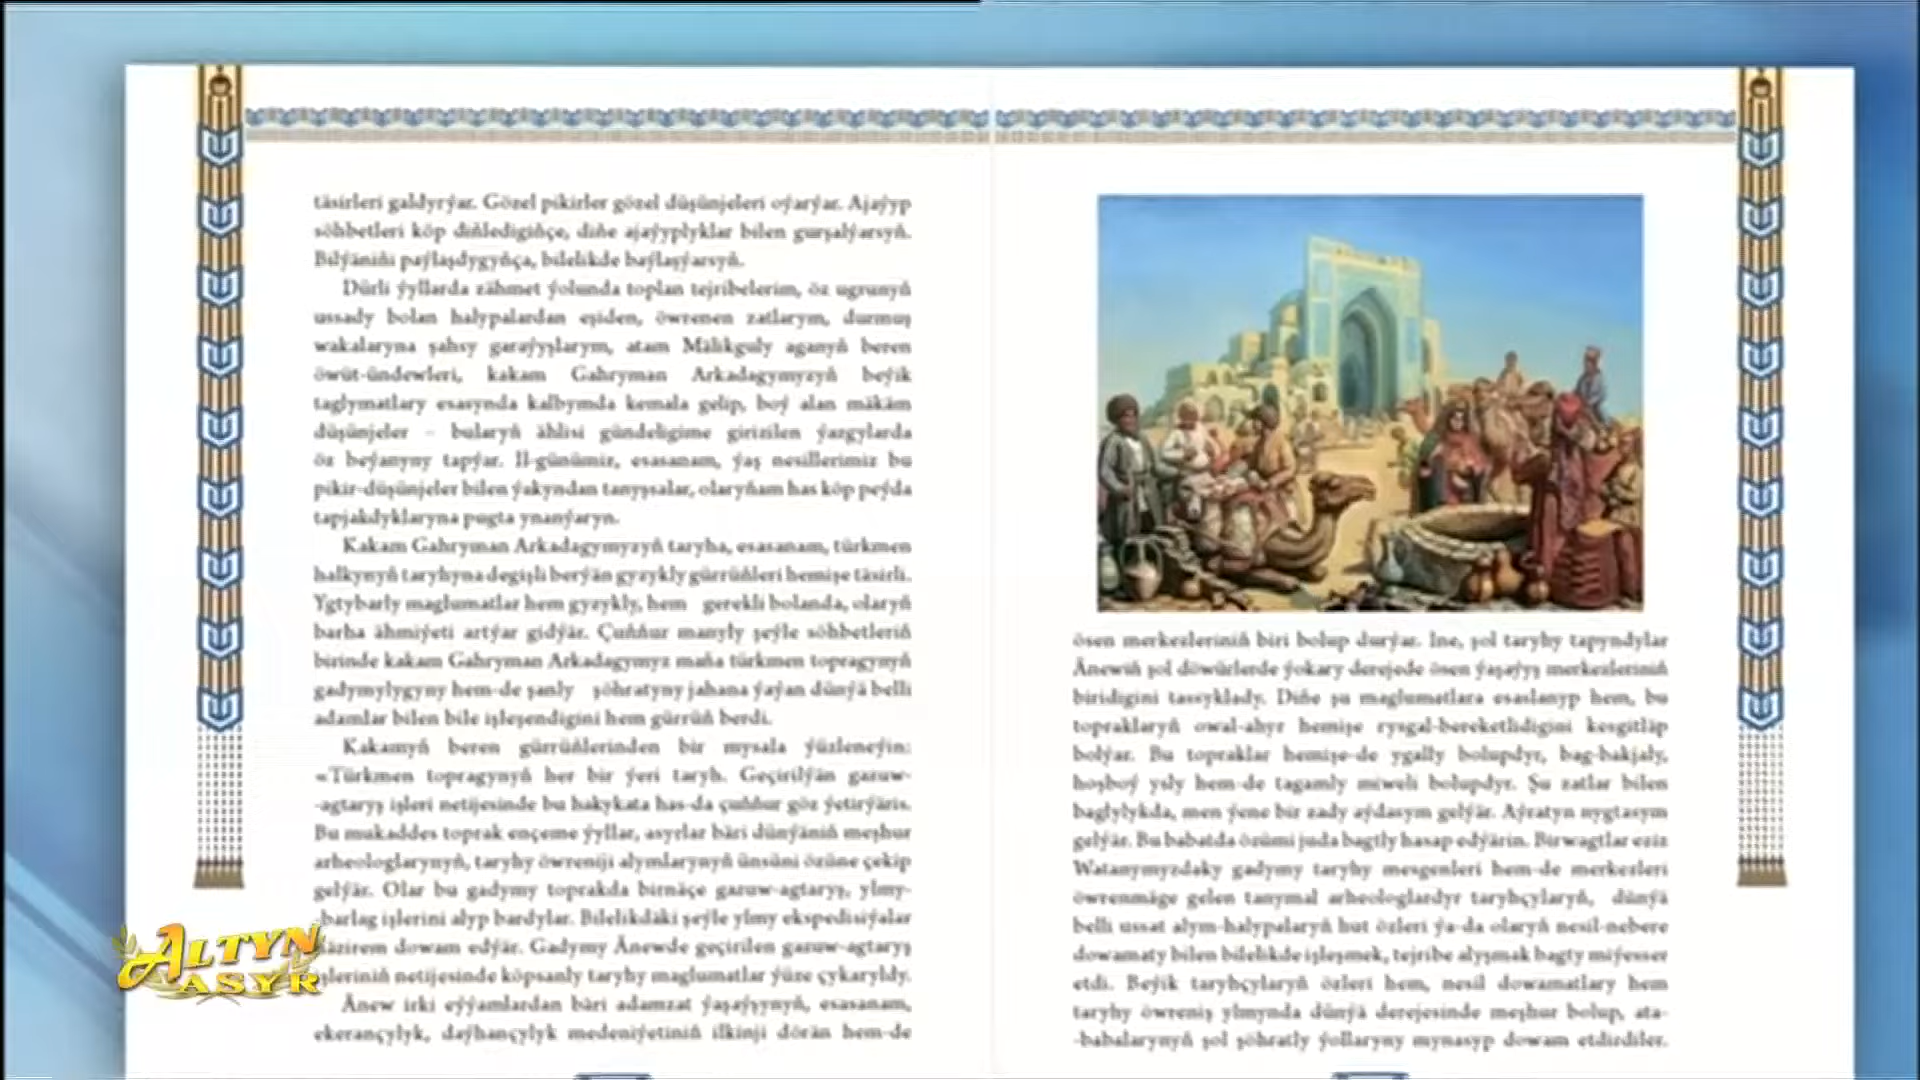 täsirleri galdyrýar. Gözel pikirler gözel düşünjeleri oýarýar. Ajaýyp
söhbetleri köp diňledigiňçe, diňe ajaýyplyklar bilen gurşalýarsyň.
Bilýäniňi paýlaşdygyňça, bilelikde baýlaşýarsyň.
Dürli ýyllarda zähmet ýolunda toplan tejribelerim, öz ugrunyň
ussady bolan halypalardan eşiden, öwrenen zatlarym, durmuş
wakalaryna şahsy garaýyşlarym, atam Mälikguly aganyň beren
öwüt-ündewleri, kakam Gahryman Arkadagymyzyň beýik
taglymatlary esasynda kalbymda kemala gelip, boý alan mäkäm
düşünjeler – bularyň ählisi gündeligime girizilen ýazgylarda
öz beýanyny tapýar. Il-günümiz, esasanam, ýaş nesillerimiz bu
pikir-düşünjeler bilen ýakyndan tanyşsalar, olaryňam has köp peýda
tapjakdyklaryna pugta ynanýaryn.
Kakam Gahryman Arkadagymyzyň taryha, esasanam, türkmen
halkynyň taryhyna degişli berýän gyzykly gürrüňleri hemişe täsirli.
Ygtybarly maglumatlar hem gyzykly, hem gerekli bolanda, olaryň
barha ähmiýeti artýar gidýär. Çuňňur manyly şeýle söhbetleriň
birinde kakam Gahryman Arkadagymyz maňa türkmen topragynyň
gadymylygyny hem-de şanly şöhratyny jahana ýaýan dünýä belli
adamlar bilen bile işleşendigini hem gürrüň berdi.
Kakamyň beren gürrüňlerinden bir mysala ýüzleneýin:
«Türkmen topragynyň her bir ýeri taryh. Geçirilýän gazuw-
-agtaryş işleri netijesinde bu hakykata has-da çuňňur göz ýetirýäris.
Bu mukaddes toprak ençeme ýyllar, asyrlar bäri dünýäniň meşhur
arheologlarynyň, taryhy öwreniji alymlarynyň ünsüni özüne çekip
gelýär. Olar bu gadymy toprakda birnäçe gazuw-agtaryş, ylmy-
-barlag işlerini alyp bardylar. Bilelikdäki şeýle ylmy ekspedisiýalar
häzirem dowam edýär. Gadymy Änewde geçirilen gazuw-agtaryş
işleriniň netijesinde köpsanly taryhy maglumatlar ýüze çykaryldy.
Änew irki eýýamlardan bäri adamzat ýaşaýşynyň, esasanam,
ekerançylyk, daýhançylyk medeniýetiniň ilkinji dörän hem-de
ösen merkezleriniň biri bolup durýar. Ine, şol taryhy tapyndylar
Änewiň şol döwürlerde ýokary derejede ösen ýaşaýyş merkezleriniň
biridigini tassyklady. Diňe şu maglumatlara esaslanyp hem, bu
topraklaryň owal-ahyr hemişe rysgal-bereketlidigini kesgitläp
bolýar. Bu topraklar hemişe-de ygally bolupdyr, bag-bakjaly,
hoşboý ysly hem-de tagamly miweli bolupdyr. Şu zatlar bilen
baglylykda, men ýene bir zady aýdasym gelýär. Aýratyn nygtasym
gelýär. Bu babatda özümi juda bagtly hasap edýärin. Birwagtlar eziz
Watanymyzdaky gadymy taryhy mesgenleri hem-de merkezleri
öwrenmäge gelen tanymal arheologlardyr taryhçylaryň, dünýä
belli ussat alym-halypalaryň hut özleri ýa-da olaryň nesil-nebere
dowamaty bilen bilelikde işleşmek, tejribe alyşmak bagty miýesser
etdi. Beýik taryhçylaryň özleri hem, nesil dowamatlary hem
taryhy öwreniş ylmynda dünýä derejesinde meşhur bolup, ata-
-babalarynyň şol şöhratly ýollaryny mynasyp dowam etdirdiler.
ALTYN
ASYR